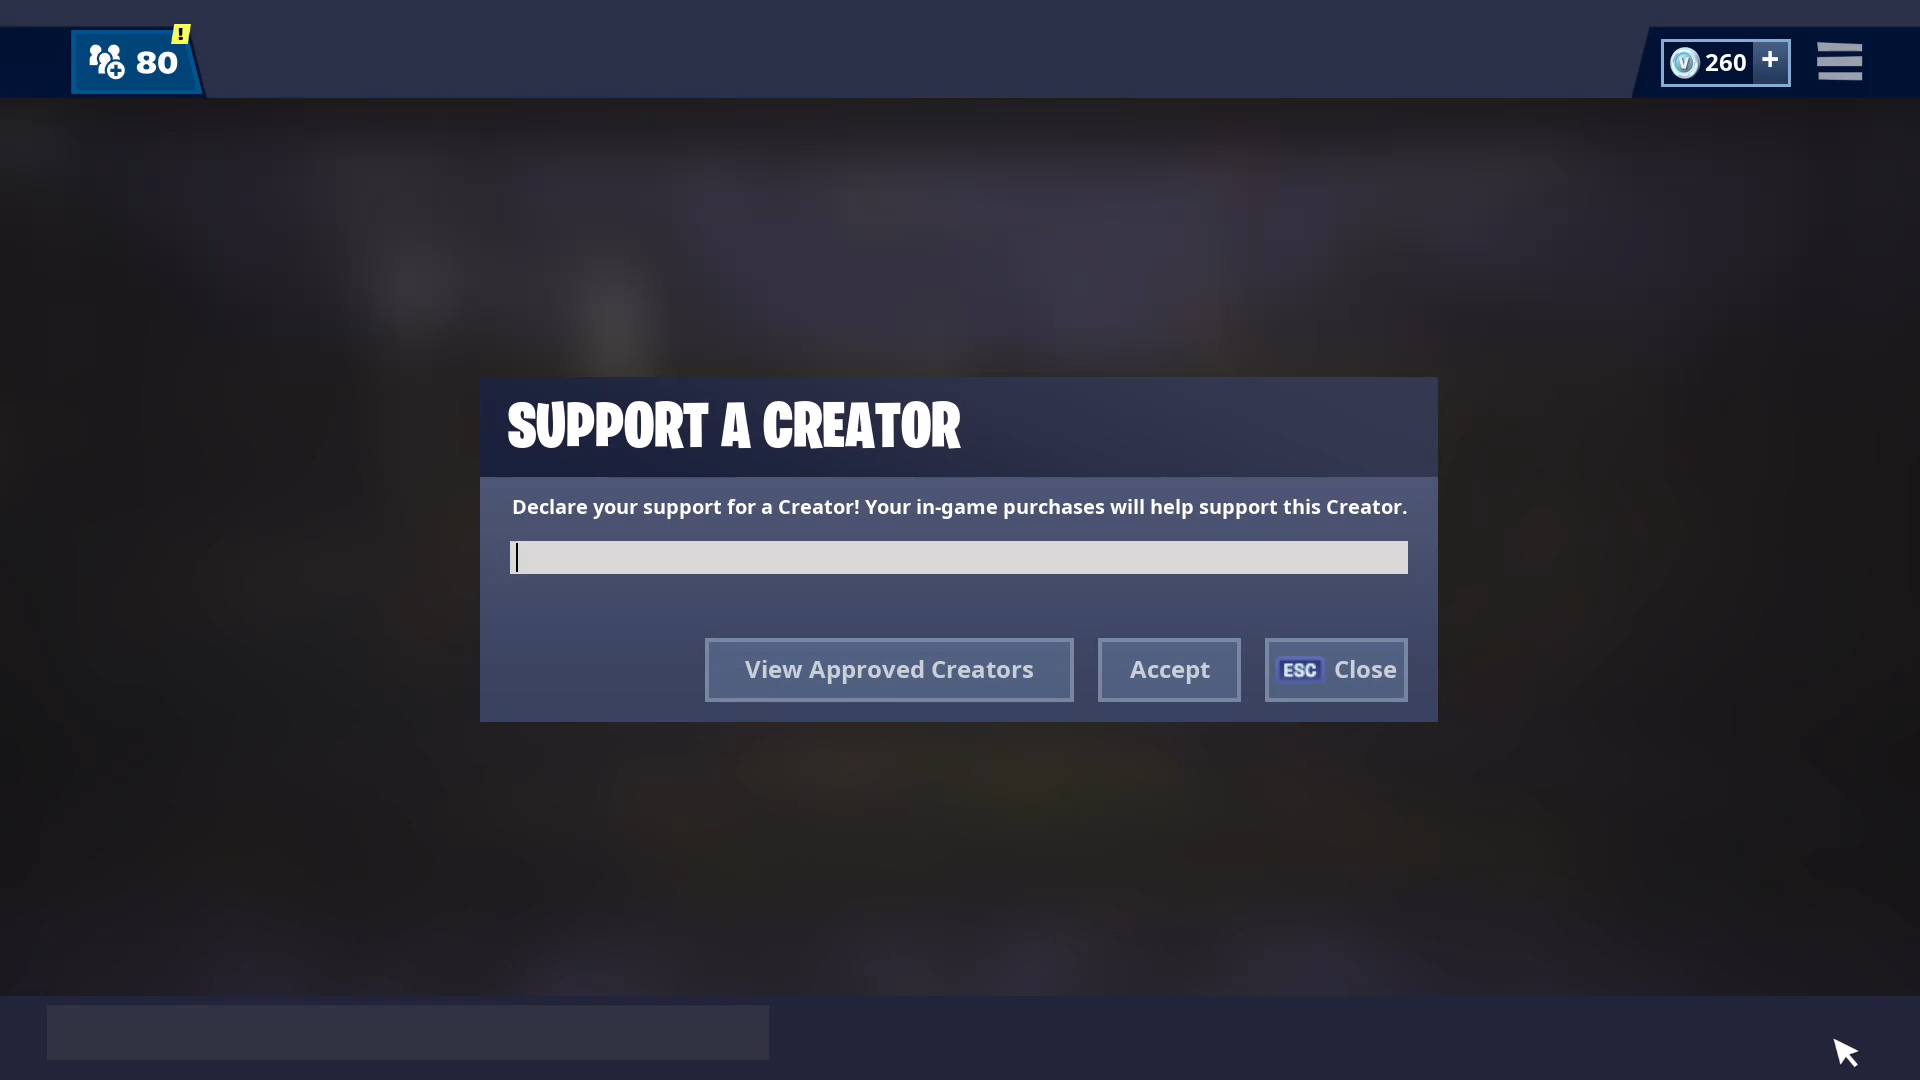 80
!
V
260
+
SUPPORT A CREATOR
Declare your support for a Creator! Your in-game purchases will help support this Creator.
View Approved Creators
Accept
ESC Close